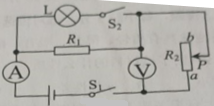 L S₂
R₁ b
A V R₂ P
a
S₁